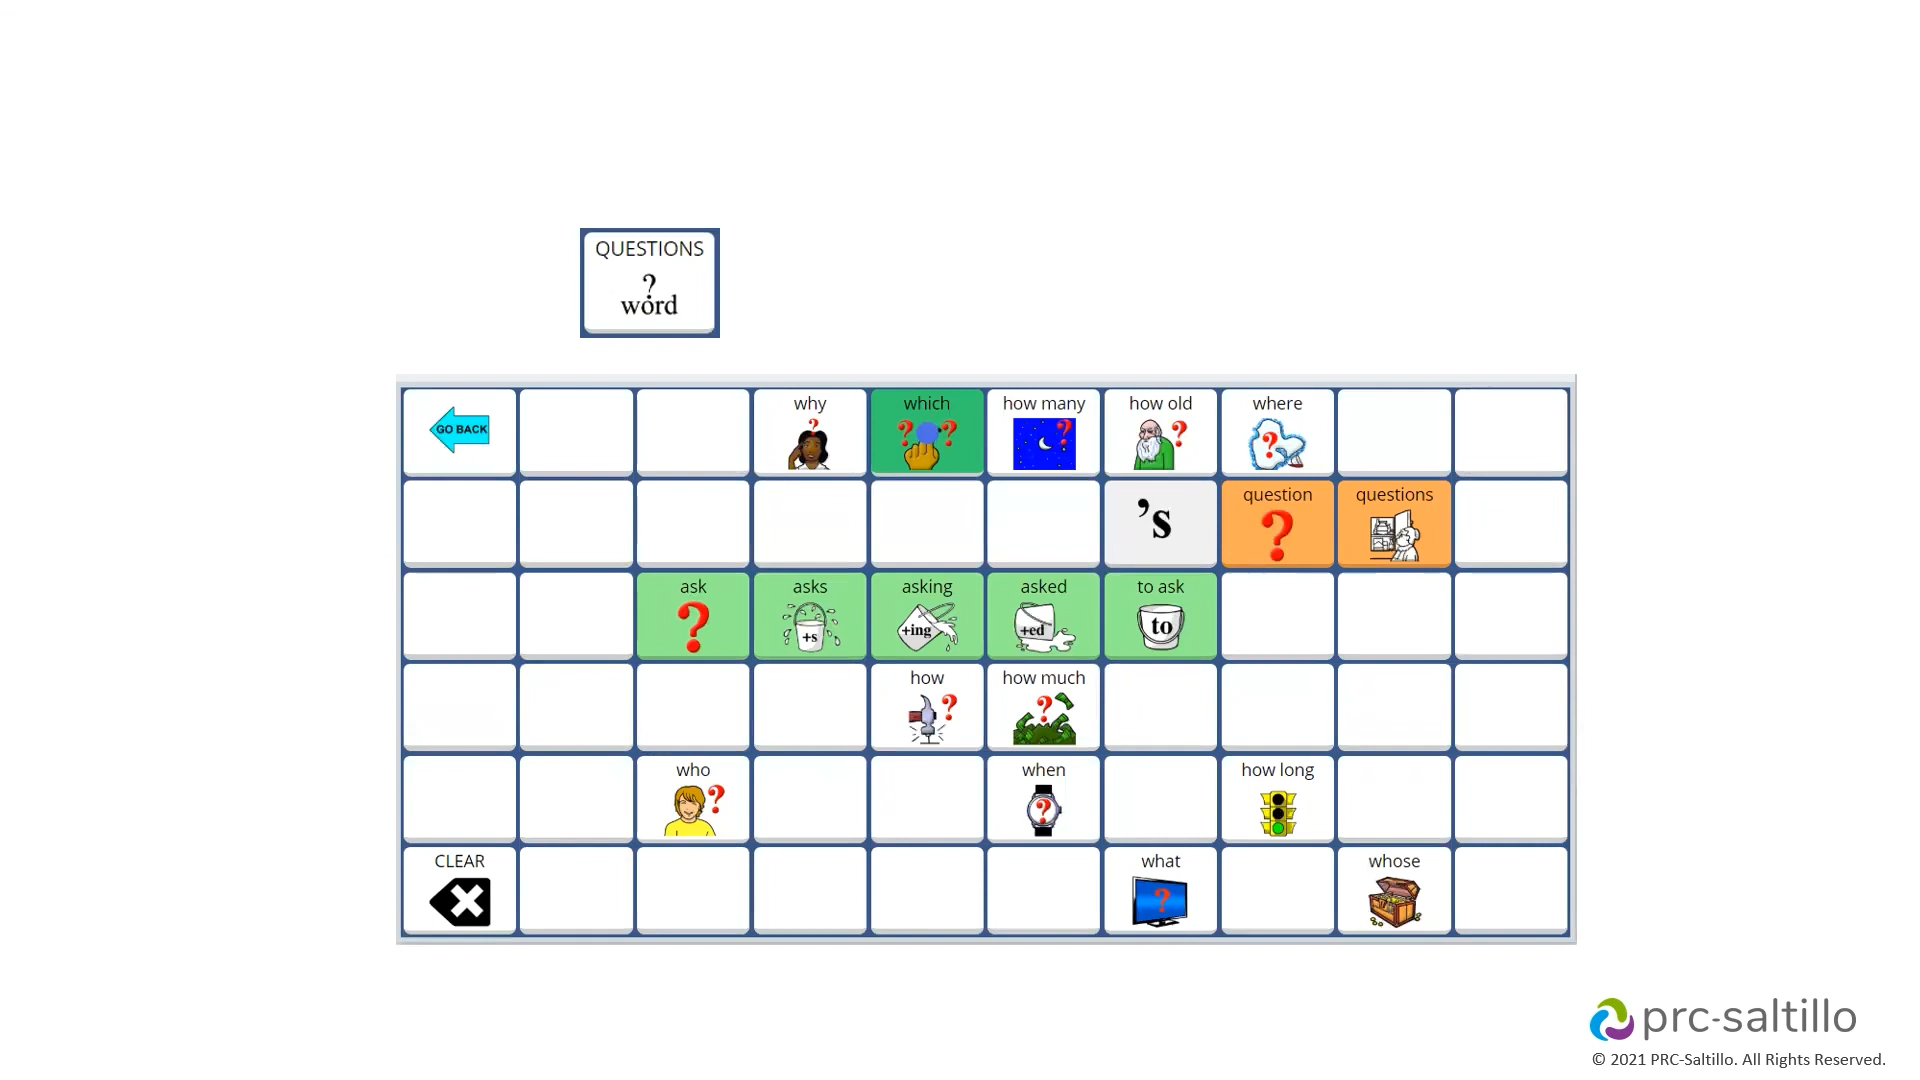 QUESTIONS
?
word
GO BACK
why
which
how many
how old
where
's
question
questions
ask
asks
+s
asking
+ing
asked
+ed
to ask
to
how
how much
who
when
how long
CLEAR
what
whose
prc-saltillo
© 2021 PRC-Saltillo. All Rights Reserved.